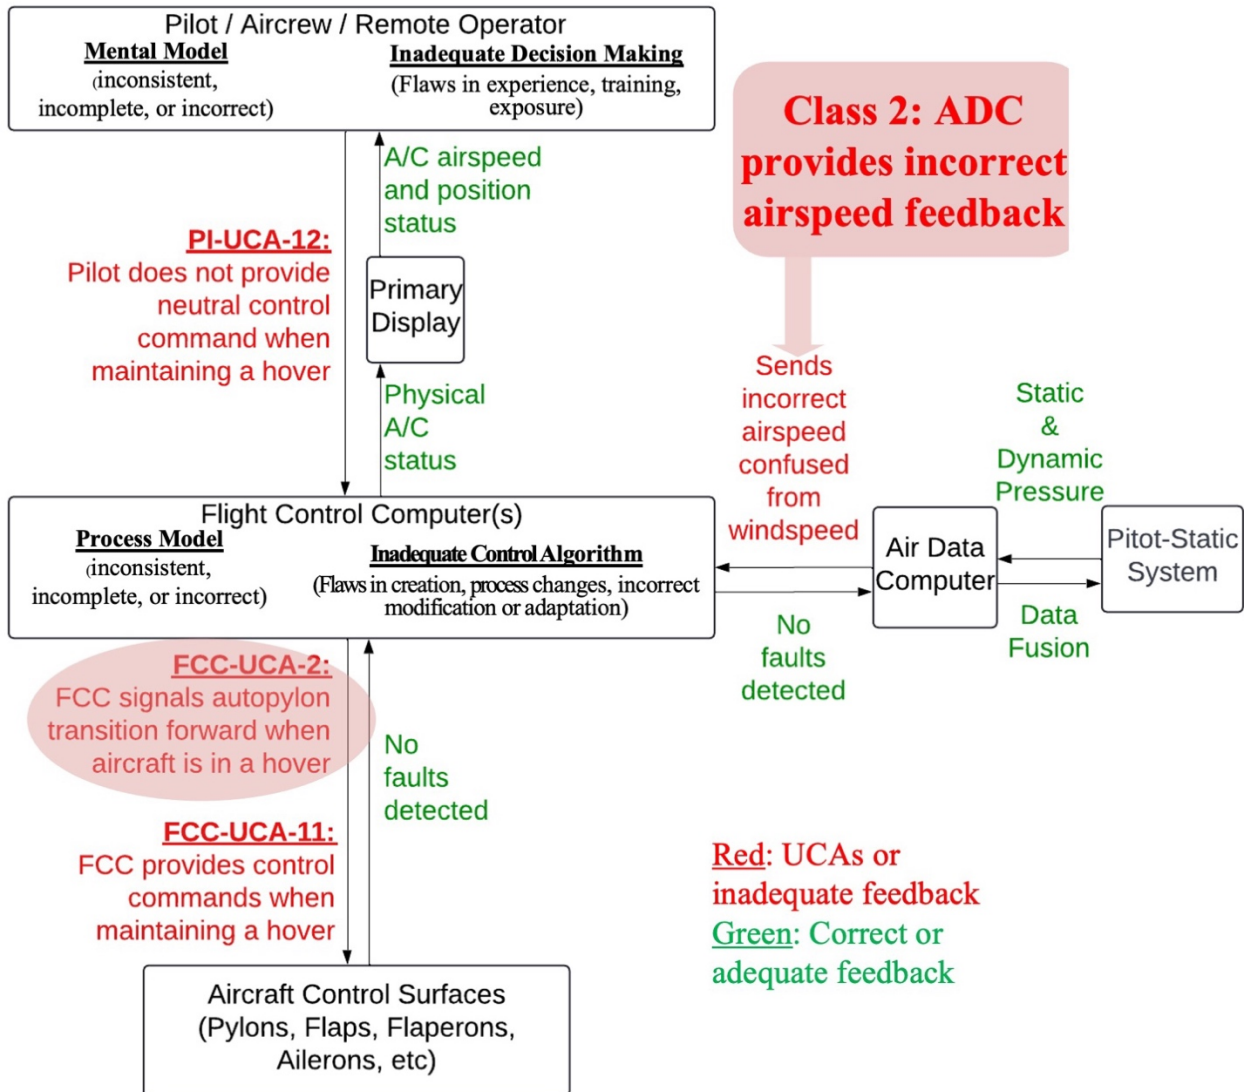 Pilot / Aircrew / Remote Operator
Mental Model
(inconsistent,
incomplete, or incorrect)
Inadequate Decision Making
(Flaws in experience, training,
exposure)
Class 2: ADC
provides incorrect
airspeed feedback
A/C airspeed
and position
status
PI-UCA-12:
Pilot does not provide
neutral control
command when
maintaining a hover
Primary
Display
Physical
A/C
status
Sends
incorrect
airspeed
confused
from
windspeed
Static
&
Dynamic
Pressure
Flight Control Computer(s)
Process Model
(inconsistent,
incomplete, or incorrect)
Inadequate Control Algorithm
(Flaws in creation, process changes, incorrect
modification or adaptation)
Air Data
Computer
Pitot-Static
System
No
faults
detected
Data
Fusion
FCC-UCA-2:
FCC signals autopylon
transition forward when
aircraft is in a hover
No
faults
detected
FCC-UCA-11:
FCC provides control
commands when
maintaining a hover
Red: UCAs or
inadequate feedback
Green: Correct or
adequate feedback
Aircraft Control Surfaces
(Pylons, Flaps, Flaperons,
Ailerons, etc)